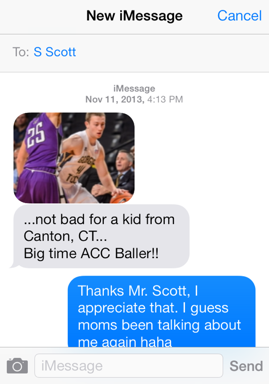 New iMessage
Cancel
To: S Scott
iMessage
Nov 11, 2013, 4:13 PM
25
...not bad for a kid from
Canton, CT...
Big time ACC Baller!!
Thanks Mr. Scott, I
appreciate that. I guess
moms been talking about
me again haha
iMessage
Send